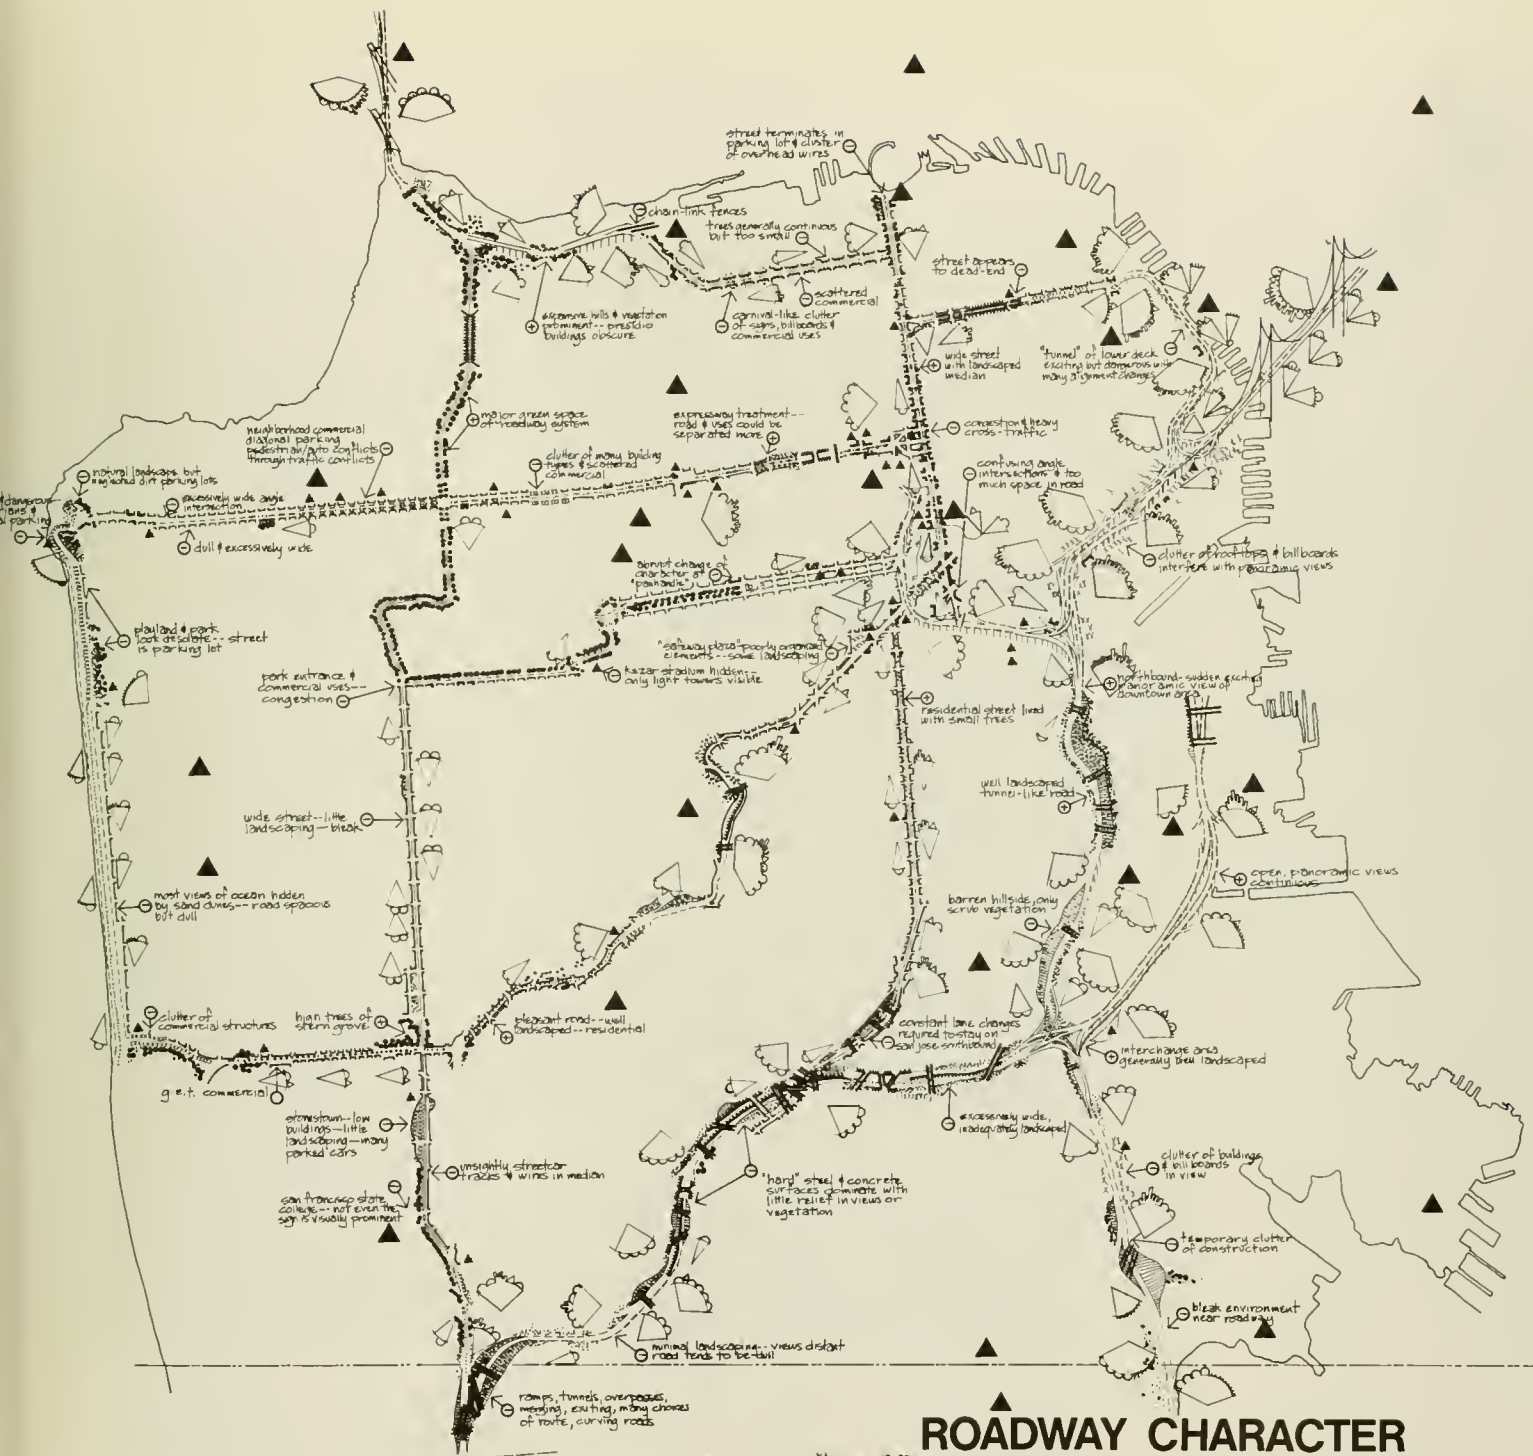 street terminates in
parking lot & cluster
of overhead wires
chain-link fences
trees generally continuous
but too small
street appears
to dead-end
scattered
commercial
expansive hills & vegetation
prominent -- presidio
buildings obscure
carnival-like clutter
of signs, billboards &
commercial uses
wide street
with landscaped
median
"tunnel" of lower deck
exciting but dangerous with
many alignment changes
major green space
of roadway system
expressway treatment --
road & uses could be
separated more
congestion & heavy
cross-traffic
neighborhood commercial
diagonal parking
pedestrian/auto conflicts
through traffic conflicts
clutter of many building
types & scattered
commercial
confusing angle
intersections & too
much space in road
natural landscape but
neglected dirt parking lots
dangerous
&
parking
excessively wide angle
intersection
dull & excessively wide
abrupt change of
character at
"panhandle"
clutter of rooftops & billboards
interfere with panoramic views
playland & park
look desolate -- street
is parking lot
"safeway plaza" poorly organized
elements -- some landscaping
park entrance &
commercial uses --
congestion
kezar stadium hidden --
only light towers visible
northbound - sudden exciting
panoramic view of
downtown area
residential street lined
with small trees
well landscaped
tunnel-like road
wide street -- little
landscaping -- bleak
open, panoramic views
continuous
most views of ocean hidden
by sand dunes -- road spacious
but dull
barren hillside, only
scrub vegetation
clutter of
commercial structures
high trees of
stern grove
pleasant road -- well
landscaped -- residential
constant lane changes
required to stay on
san jose southbound
interchange area
generally well landscaped
g.e.t. commercial
stonestown -- low
buildings -- little
landscaping -- many
parked cars
excessively wide,
inadequately landscaped
unsightly streetcar
tracks & wires in median
"hard" steel & concrete
surfaces dominate with
little relief in views or
vegetation
clutter of buildings
& billboards
in view
san francisco state
college -- not even the
sign is visually prominent
temporary clutter
of construction
bleak environment
near roadway
minimal landscaping -- views distant
road tends to be dull
ramps, tunnels, overpasses,
merging, exiting, many choices
of route, curving roads
ROADWAY CHARACTER